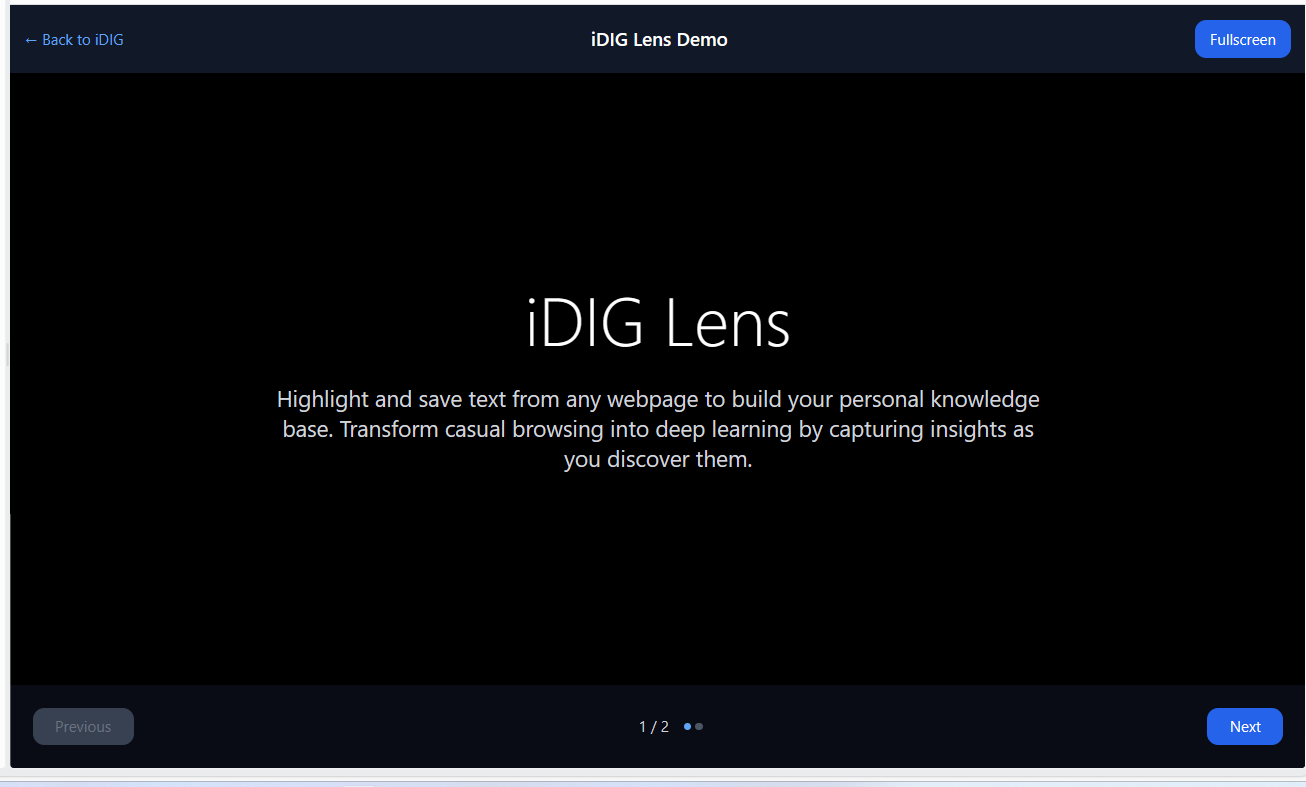 ← Back to iDIG
iDIG Lens Demo
Fullscreen
iDIG Lens
Highlight and save text from any webpage to build your personal knowledge
base. Transform casual browsing into deep learning by capturing insights as
you discover them.
Previous
1 / 2
Next